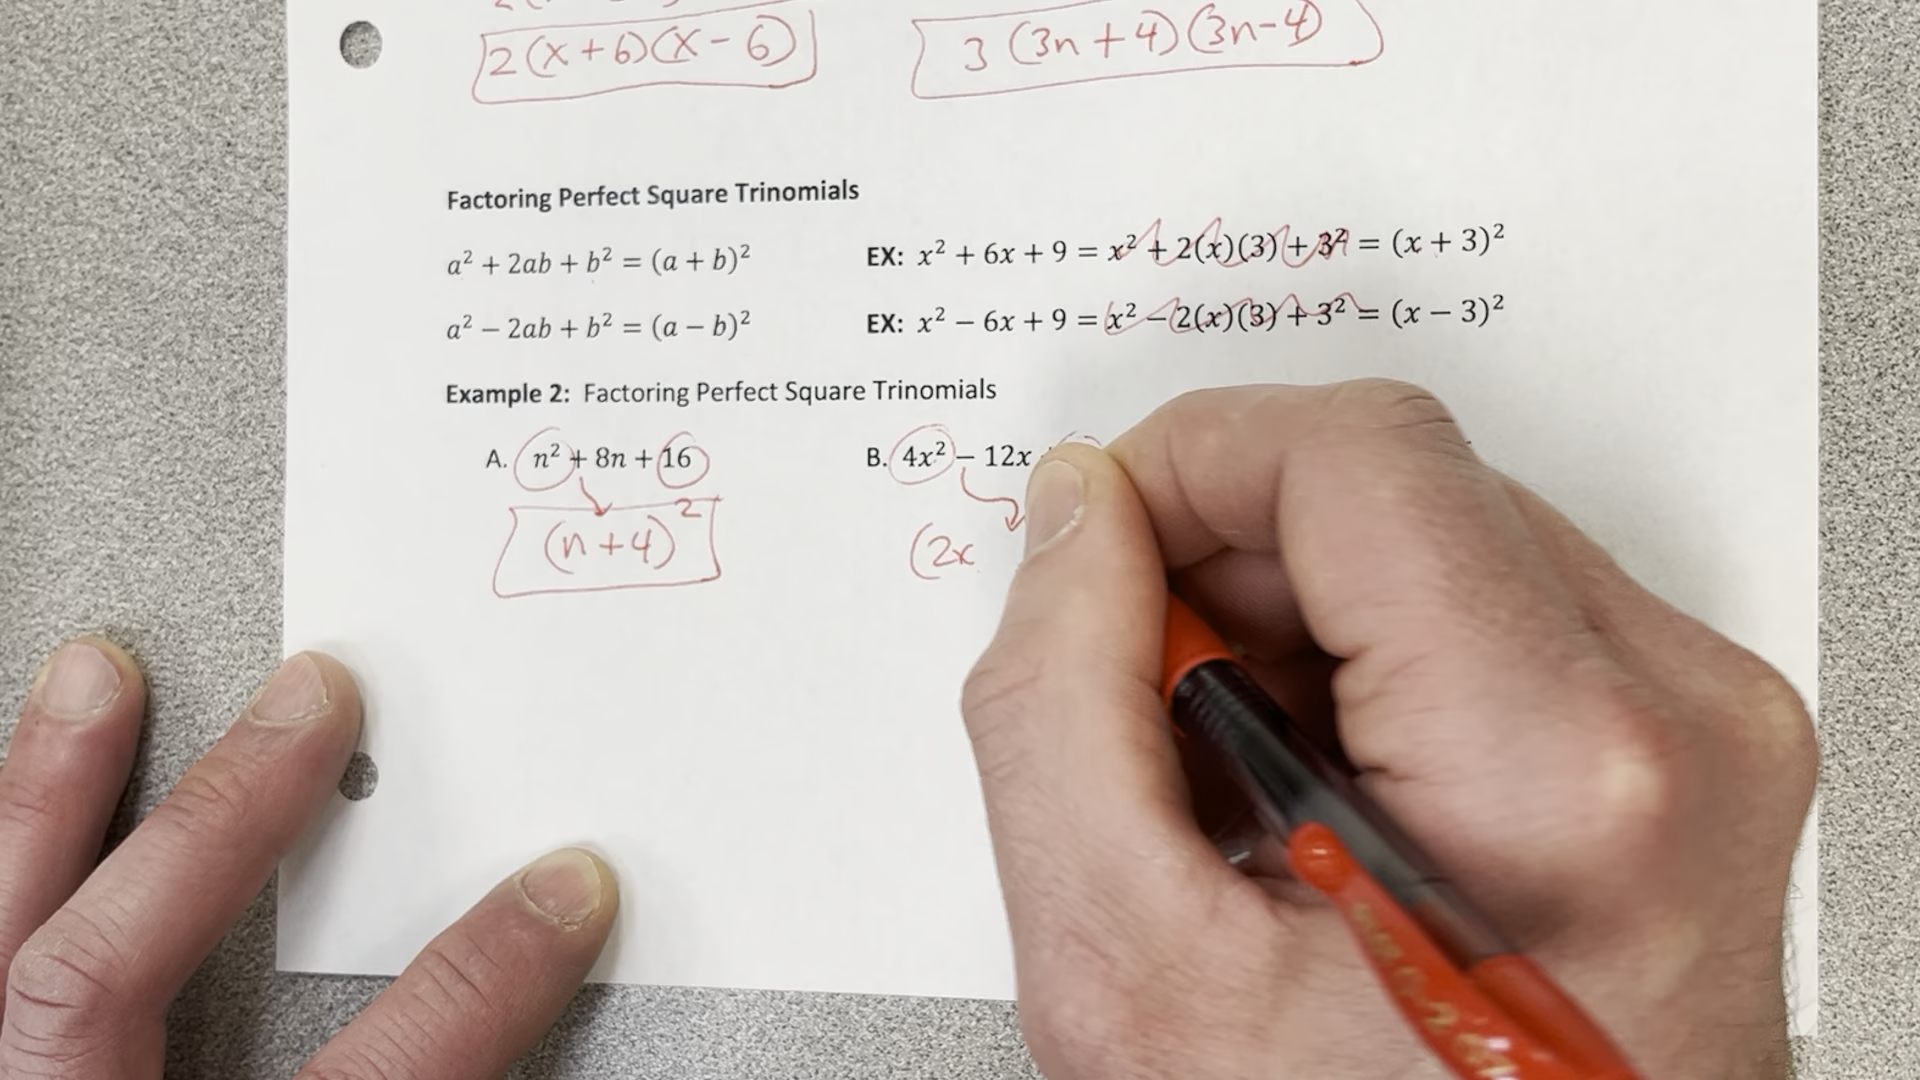 2(x+6)(x-6) 3(3n+4)(3n-4)
Factoring Perfect Square Trinomials
a² + 2ab + b² = (a + b)² EX: x² + 6x + 9 = x² + 2(x)(3) + 3² = (x + 3)²
a² − 2ab + b² = (a − b)² EX: x² − 6x + 9 = x² − 2(x)(3) + 3² = (x − 3)²
Example 2: Factoring Perfect Square Trinomials
A. n² + 8n + 16 B. 4x² − 12x
(n+4)² (2x